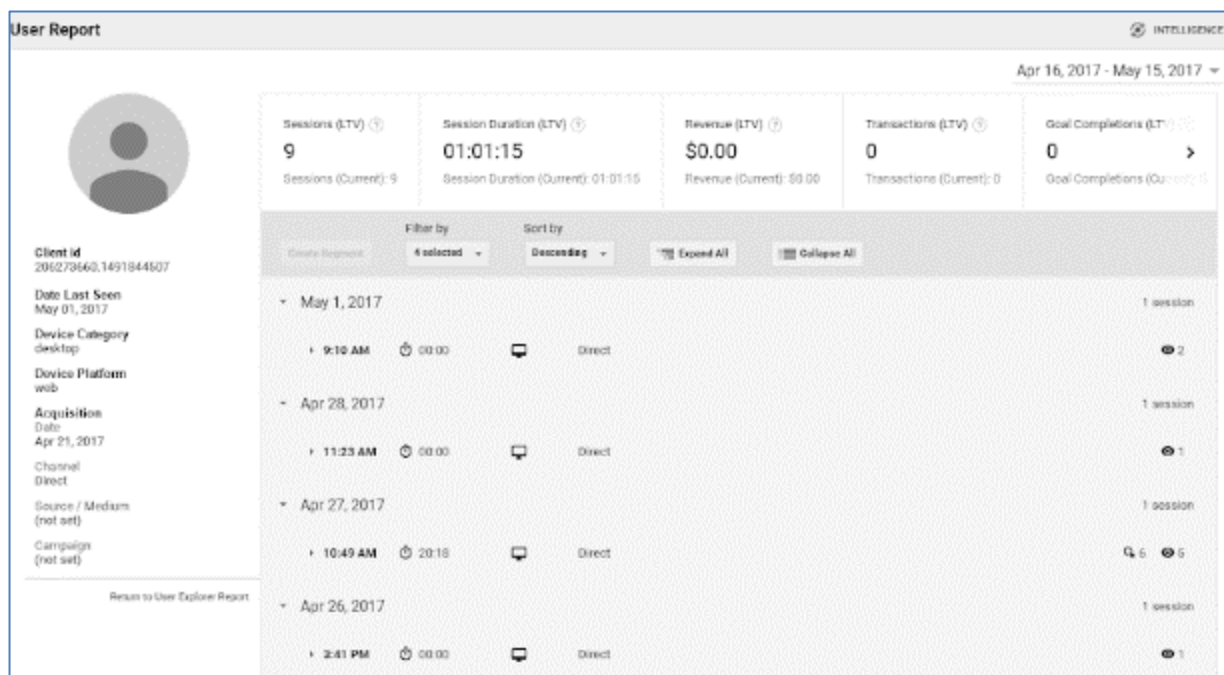 User Report
INTELLIGENCE
Apr 16, 2017 - May 15, 2017
Sessions (LTV)
9
Sessions (Current): 9
Session Duration (LTV)
01:01:15
Session Duration (Current): 01:01:15
Revenue (LTV)
$0.00
Revenue (Current): $0.00
Transactions (LTV)
0
Transactions (Current): 0
Goal Completions
0
Goal Completions
Client Id
206273660.1491844507
Date Last Seen
May 01, 2017
Device Category
desktop
Device Platform
web
Acquisition
Date
Apr 21, 2017
Channel
Direct
Source / Medium
(not set)
Campaign
(not set)
Return to User Explorer Report
Create Segment
Filter by
Sort by
selected
Descending
Expand All
Collapse All
May 1, 2017
1 session
9:10 AM 00:00 Direct 2
Apr 28, 2017
1 session
11:23 AM 00:00 Direct 1
Apr 27, 2017
1 session
10:49 AM 20:18 Direct 6 5
Apr 26, 2017
1 session
:41 PM 00:00 Direct 1